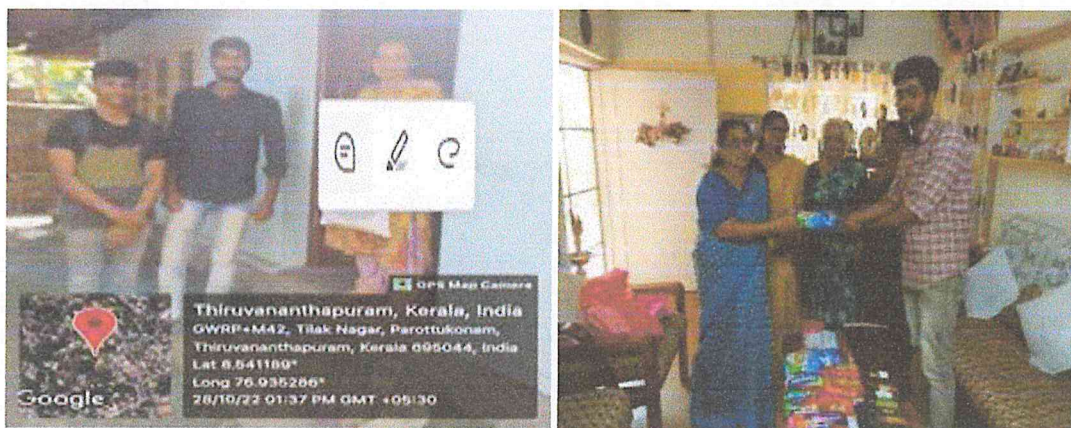 GPS Map Camera
Thiruvananthapuram, Kerala, India
GWRP+M42, Tilak Nagar, Parottukonam,
Thiruvananthapuram, Kerala 695044, India
Lat 8.541189°
Long 76.935286°
28/10/22 01:37 PM GMT +05:30
Google